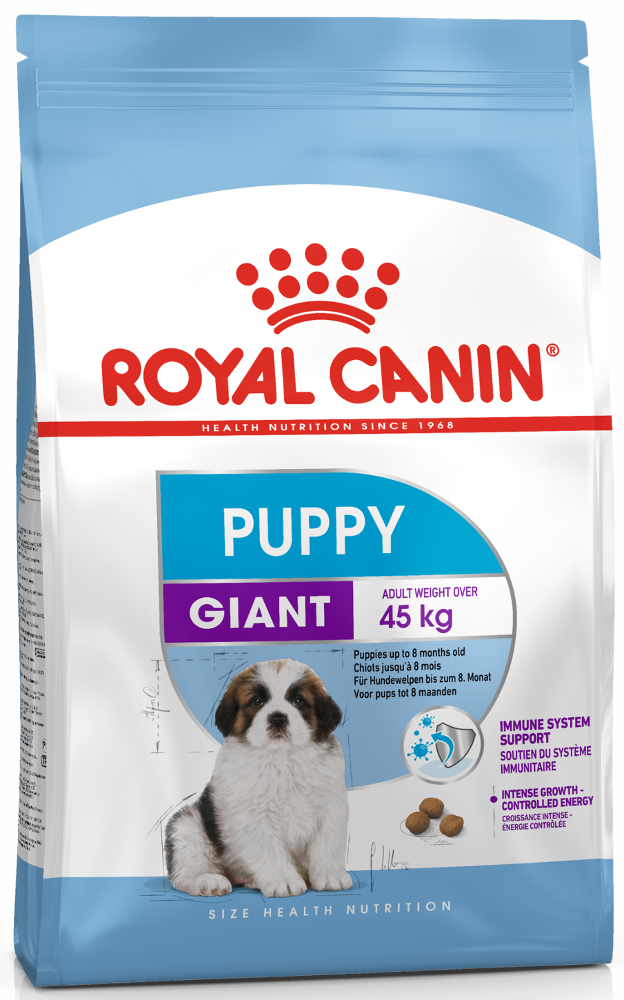 ROYAL CANIN®
HEALTH NUTRITION SINCE 1968
PUPPY
GIANT
ADULT WEIGHT OVER
45 kg
Puppies up to 8 months old
Chiots jusqu'à 8 mois
Für Hundewelpen bis zum 8. Monat
Voor pups tot 8 maanden
IMMUNE SYSTEM
SUPPORT
SOUTIEN DU SYSTÈME
IMMUNITAIRE
INTENSE GROWTH -
CONTROLLED ENERGY
CROISSANCE INTENSE -
ÉNERGIE CONTRÔLÉE
SIZE HEALTH NUTRITION